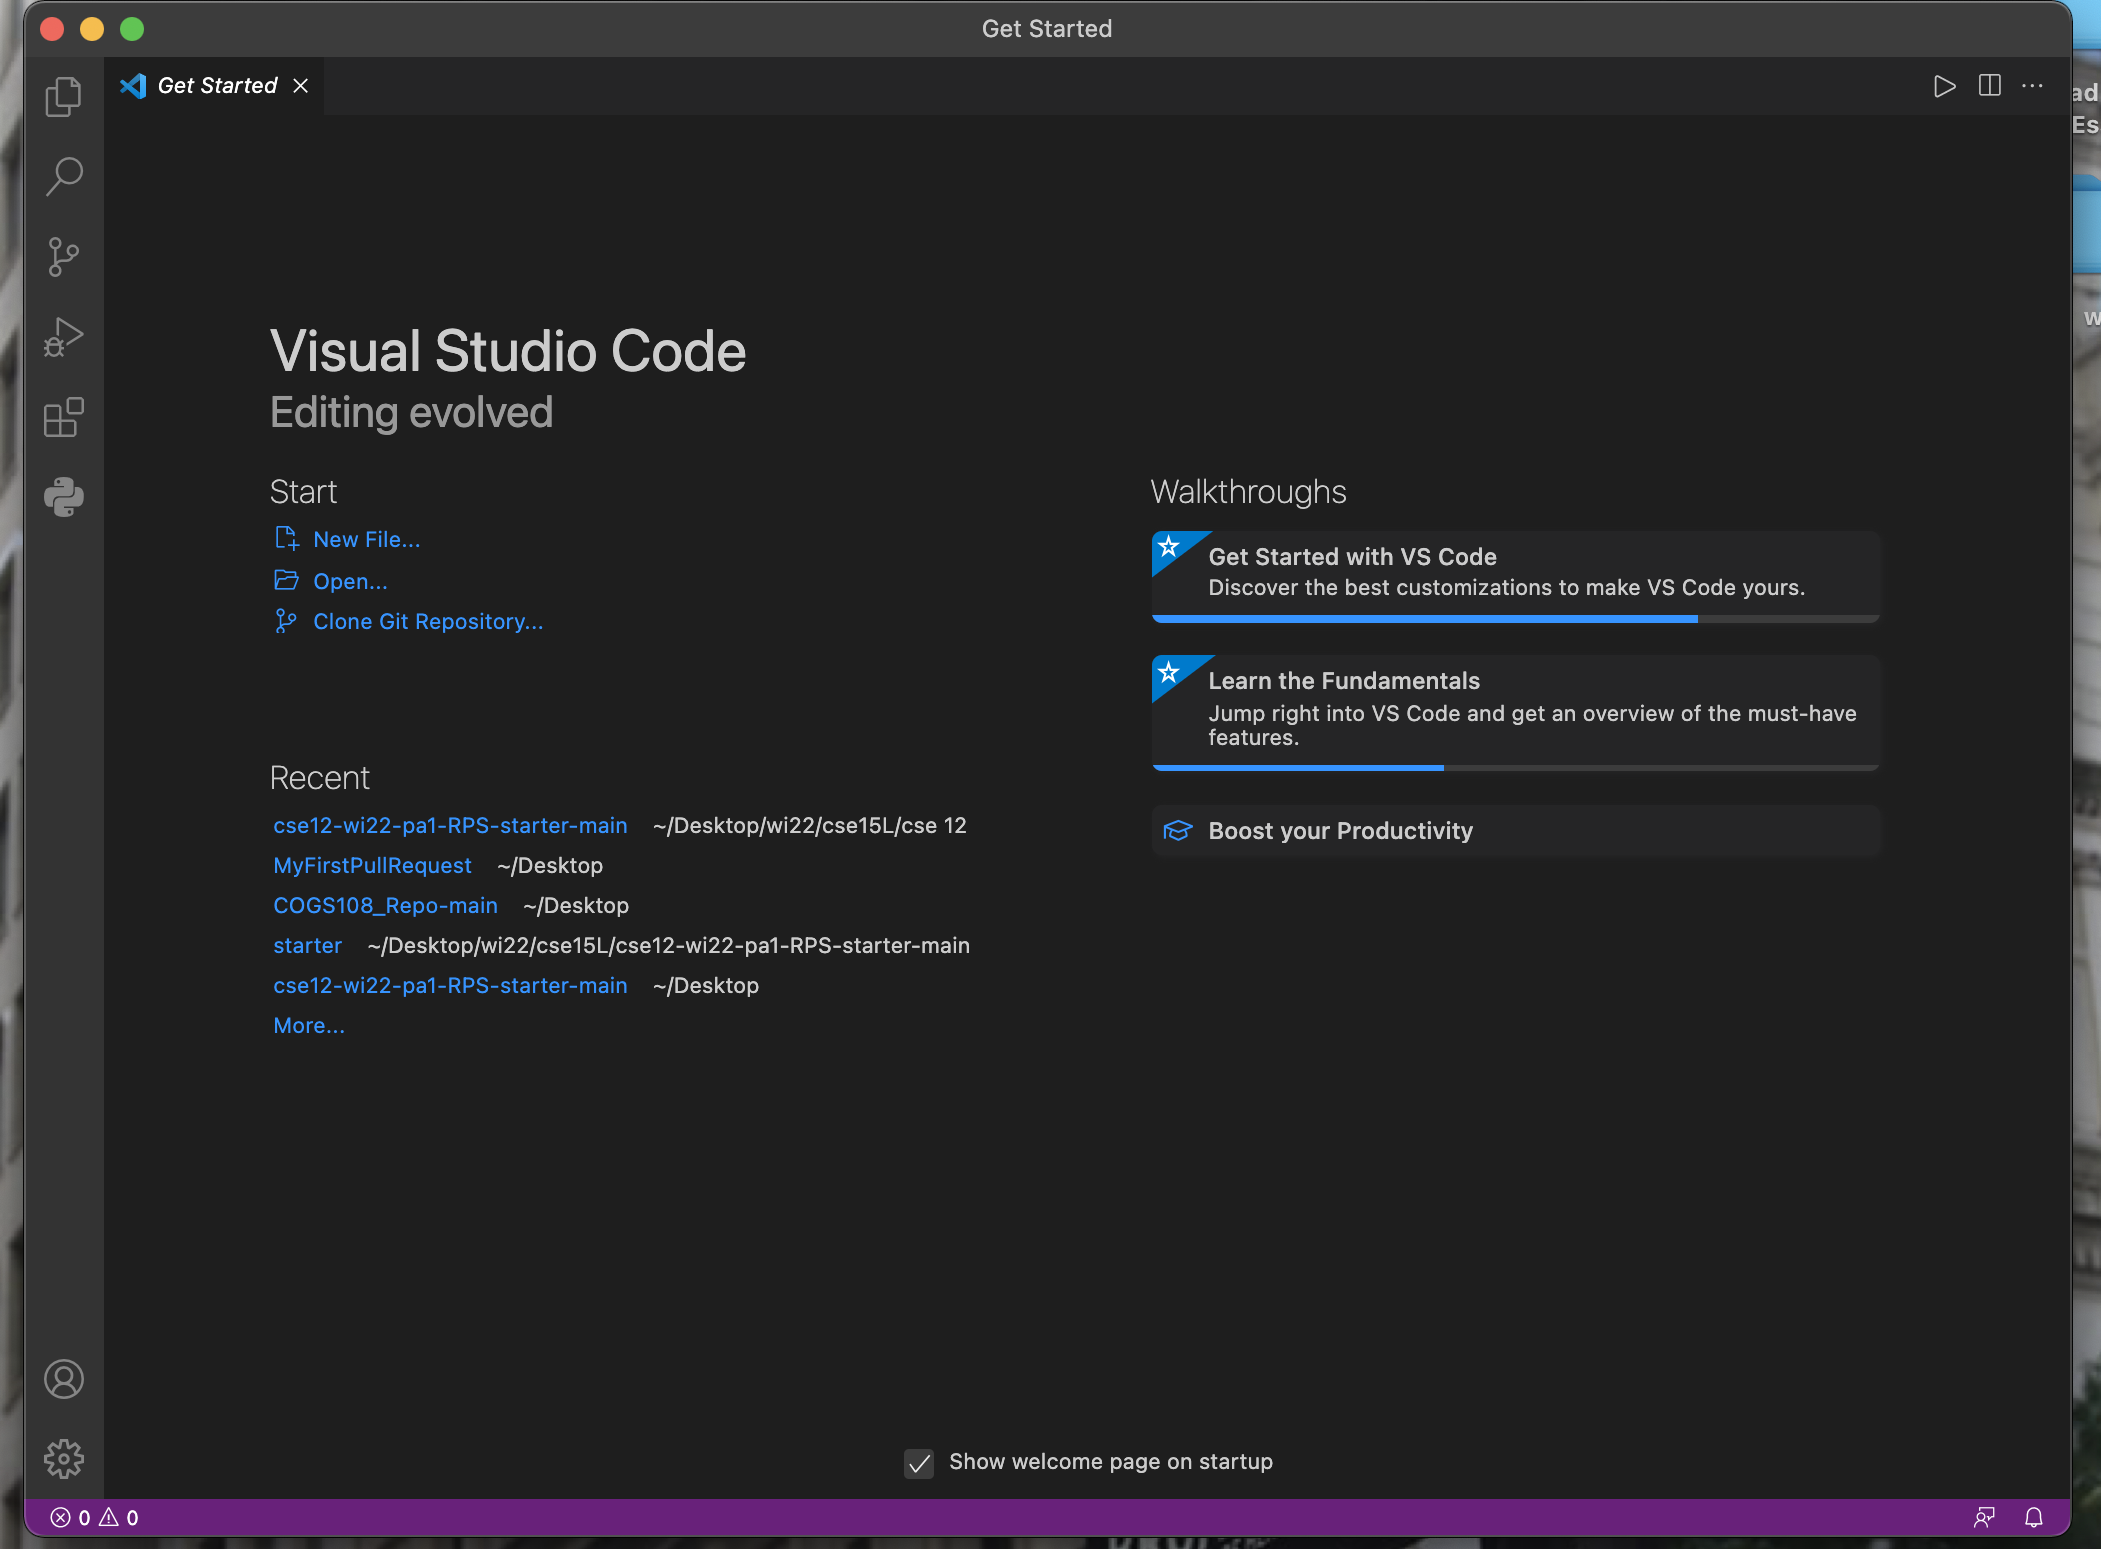 Get Started
Get Started
ad
Es
w
Visual Studio Code
Editing evolved
Start
New File...
Open...
Clone Git Repository...
Recent
cse12-wi22-pa1-RPS-starter-main ~/Desktop/wi22/cse15L/cse 12
MyFirstPullRequest ~/Desktop
COGS108_Repo-main ~/Desktop
starter ~/Desktop/wi22/cse15L/cse12-wi22-pa1-RPS-starter-main
cse12-wi22-pa1-RPS-starter-main ~/Desktop
More...
Walkthroughs
Get Started with VS Code
Discover the best customizations to make VS Code yours.
Learn the Fundamentals
Jump right into VS Code and get an overview of the must-have
features.
Boost your Productivity
Show welcome page on startup
0 0